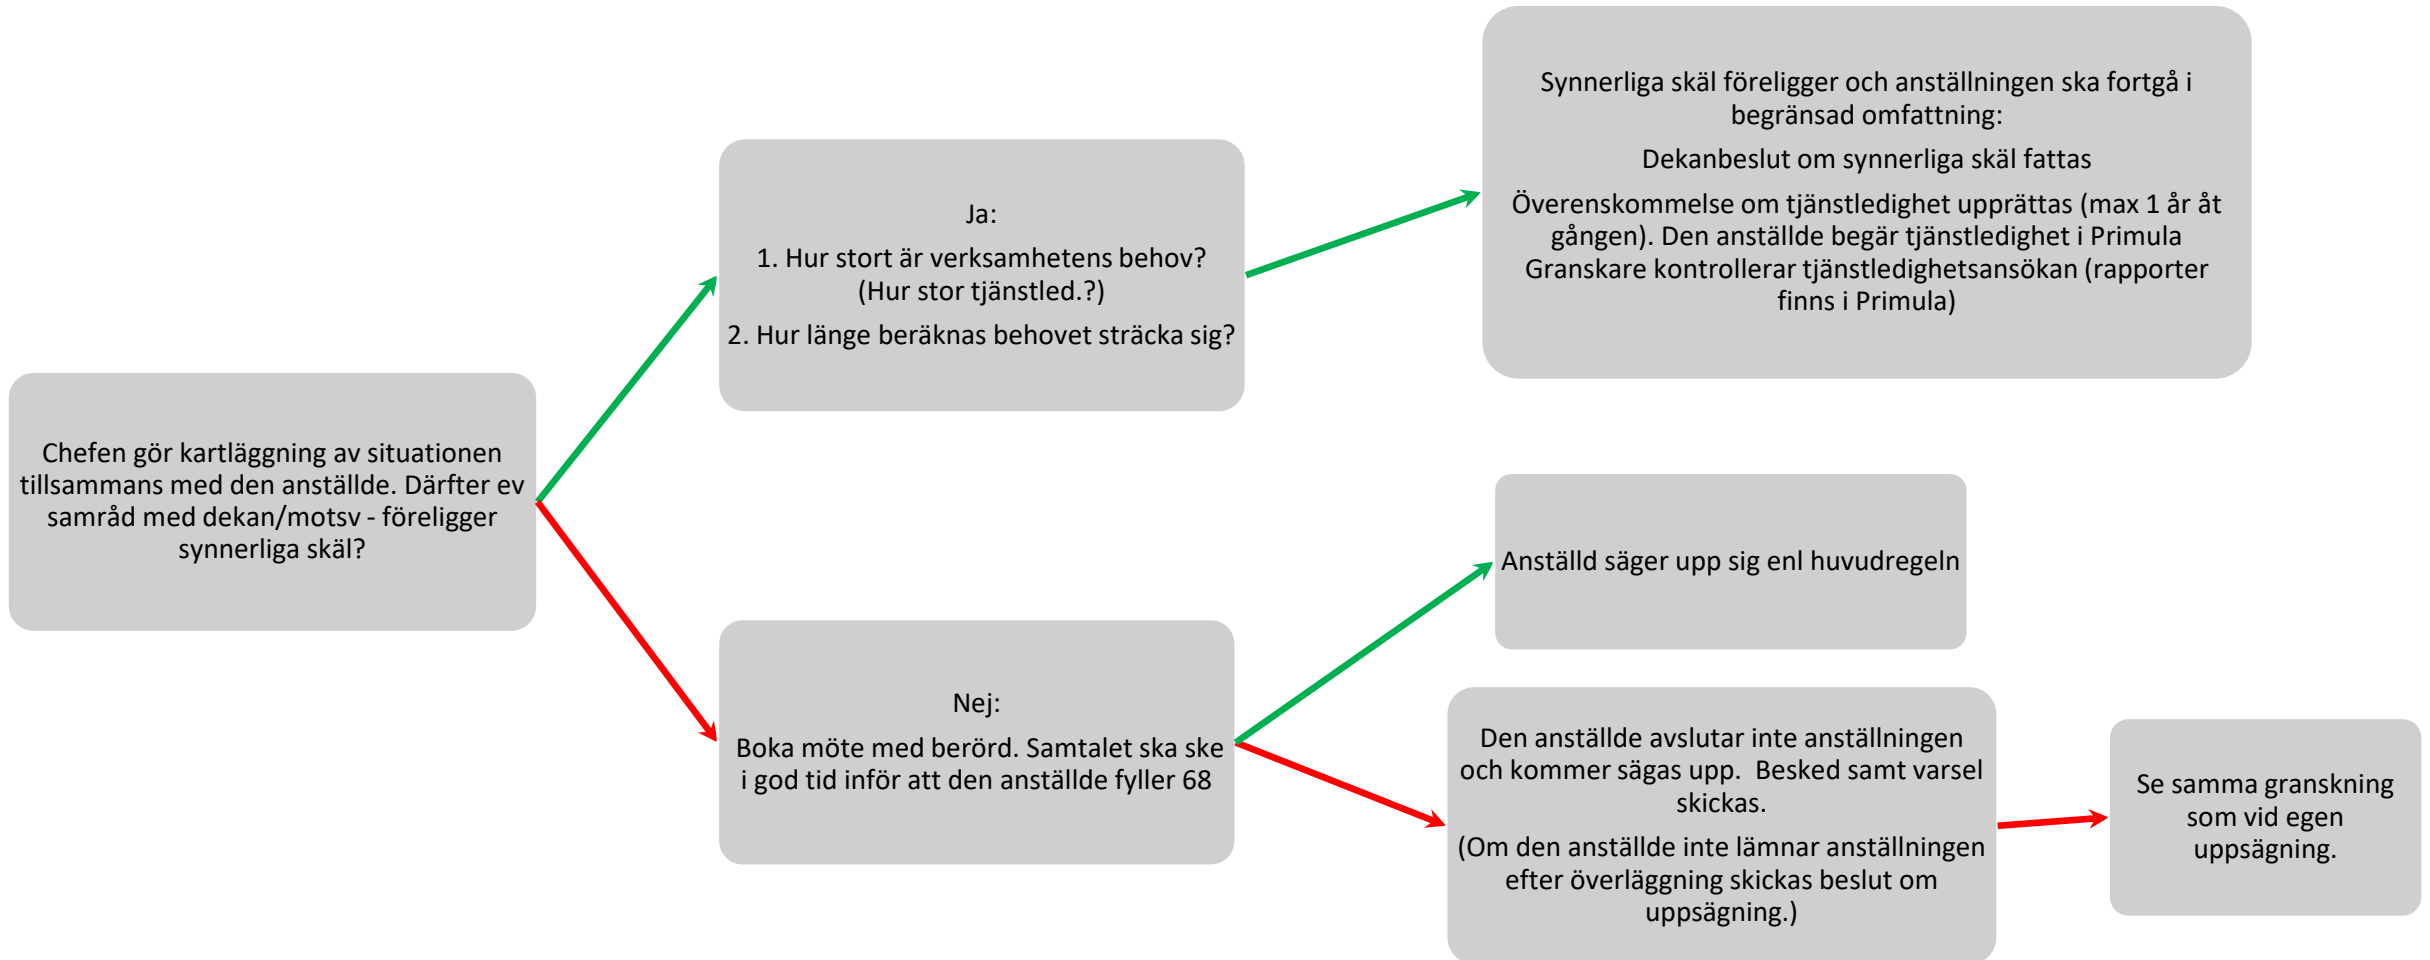 Chefen gör kartläggning av situationen
tillsammans med den anställde. Därfter ev
samråd med dekan/motsv - föreligger
synnerliga skäl?
Ja:
1. Hur stort är verksamhetens behov?
(Hur stor tjänstled.?)
2. Hur länge beräknas behovet sträcka sig?
Synnerliga skäl föreligger och anställningen ska fortgå i
begränsad omfattning:
Dekanbeslut om synnerliga skäl fattas
Överenskommelse om tjänstledighet upprättas (max 1 år åt
gången). Den anställde begär tjänstledighet i Primula
Granskare kontrollerar tjänstledighetsansökan (rapporter
finns i Primula)
Nej:
Boka möte med berörd. Samtalet ska ske
i god tid inför att den anställde fyller 68
Anställd säger upp sig enl huvudregeln
Den anställde avslutar inte anställningen
och kommer sägas upp.  Besked samt varsel
skickas.
(Om den anställde inte lämnar anställningen
efter överläggning skickas beslut om
uppsägning.)
Se samma granskning
som vid egen
uppsägning.